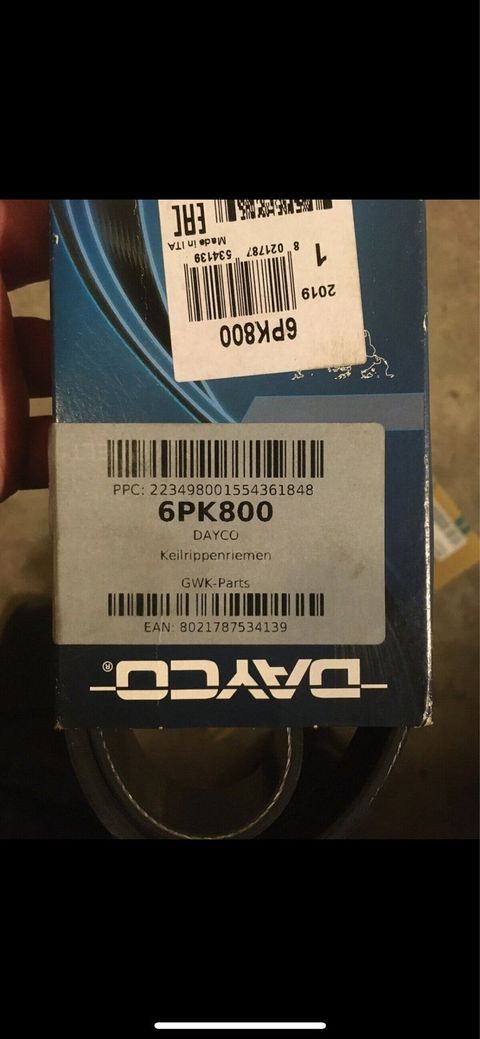 EAC
Made in ITA
8 021787 534139
1
2019
6PK800
PPC: 223498001554361848
6PK800
DAYCO
Keilrippenriemen
GWK-Parts
EAN: 8021787534139
DAYCO®